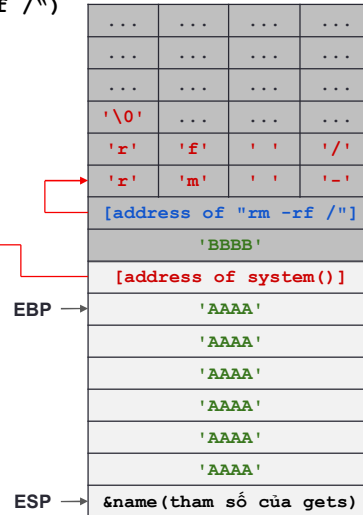 f /")
... ... ... ...
... ... ... ...
... ... ... ...
'\0' ... ... ...
'r' 'f' ' ' '/'
'r' 'm' ' ' '-'
[address of "rm -rf /"]
'BBBB'
[address of system()]
EBP 'AAAA'
'AAAA'
'AAAA'
'AAAA'
'AAAA'
'AAAA'
ESP &name(tham số của gets)